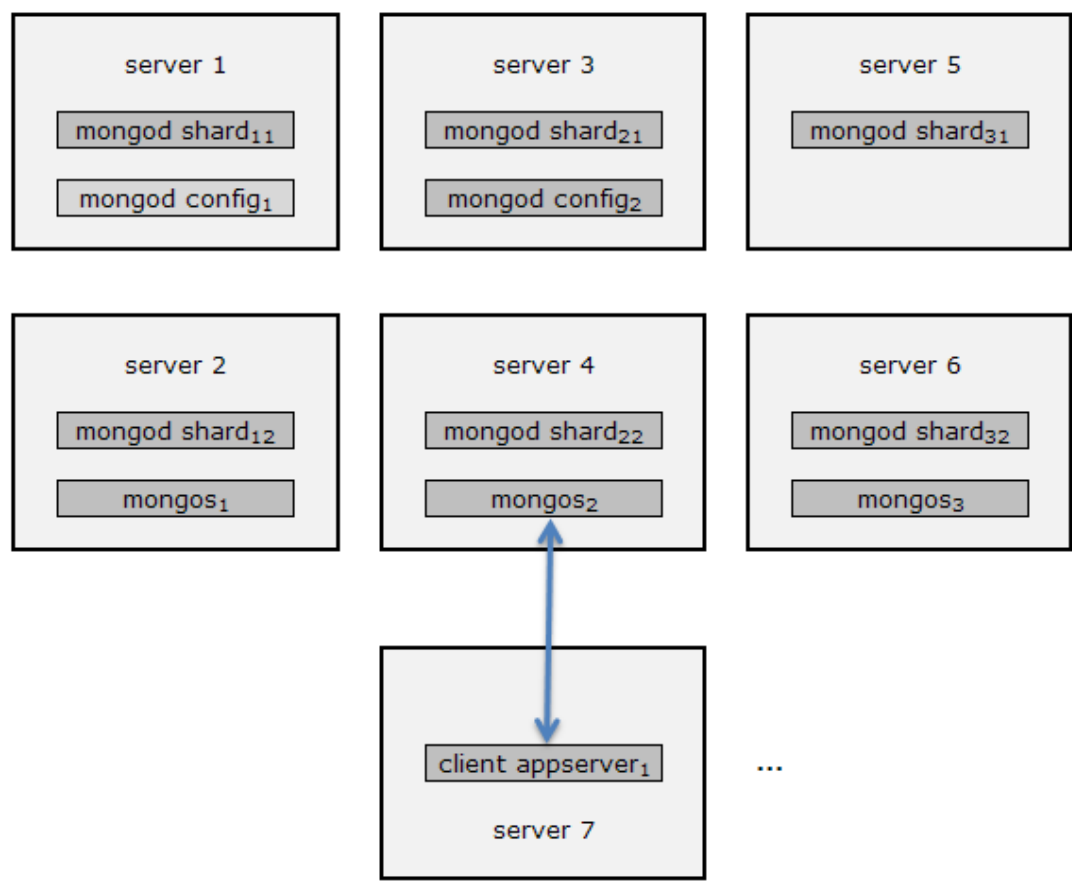 server 1
mongod shard₁₁
mongod config₁
server 3
mongod shard₂₁
mongod config₂
server 5
mongod shard₃₁
server 2
mongod shard₁₂
mongos₁
server 4
mongod shard₂₂
mongos₂
server 6
mongod shard₃₂
mongos₃
client appserver₁
server 7
...